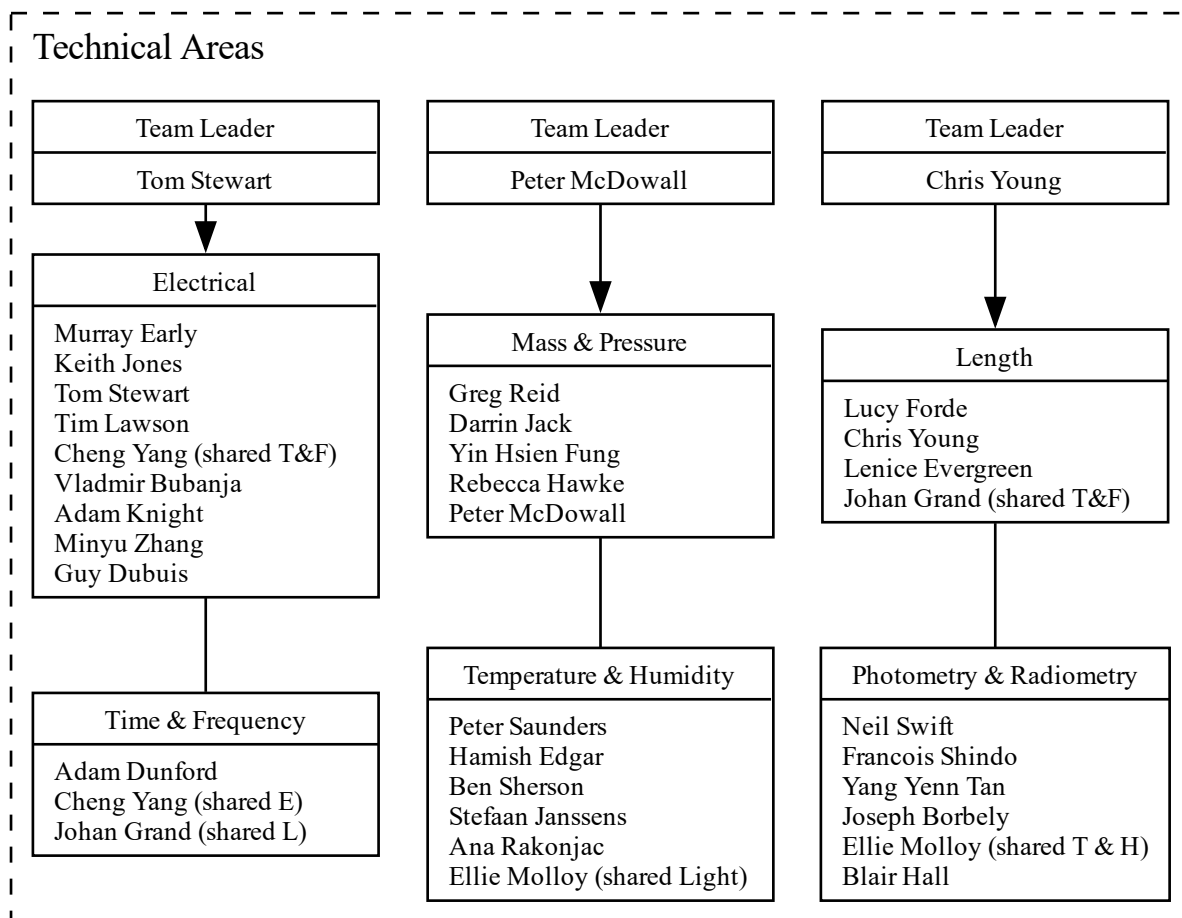 Technical Areas
Team Leader
Tom Stewart
Electrical
Murray Early
Keith Jones
Tom Stewart
Tim Lawson
Cheng Yang (shared T&F)
Vladmir Bubanja
Adam Knight
Minyu Zhang
Guy Dubuis
Time & Frequency
Adam Dunford
Cheng Yang (shared E)
Johan Grand (shared L)
Team Leader
Peter McDowall
Mass & Pressure
Greg Reid
Darrin Jack
Yin Hsien Fung
Rebecca Hawke
Peter McDowall
Temperature & Humidity
Peter Saunders
Hamish Edgar
Ben Sherson
Stefaan Janssens
Ana Rakonjac
Ellie Molloy (shared Light)
Team Leader
Chris Young
Length
Lucy Forde
Chris Young
Lenice Evergreen
Johan Grand (shared T&F)
Photometry & Radiometry
Neil Swift
Francois Shindo
Yang Yenn Tan
Joseph Borbely
Ellie Molloy (shared T & H)
Blair Hall